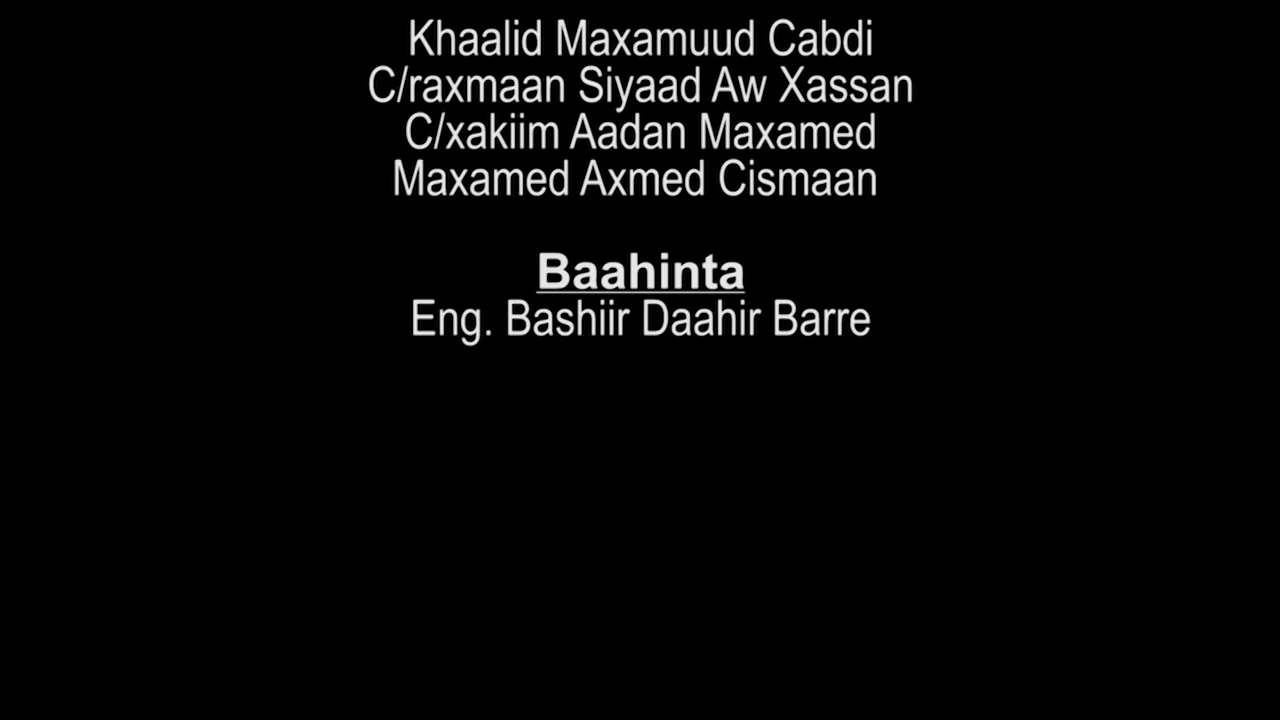 Khaalid Maxamuud Cabdi
C/raxmaan Siyaad Aw Xassan
C/xakiim Aadan Maxamed
Maxamed Axmed Cismaan
Baahinta
Eng. Bashiir Daahir Barre